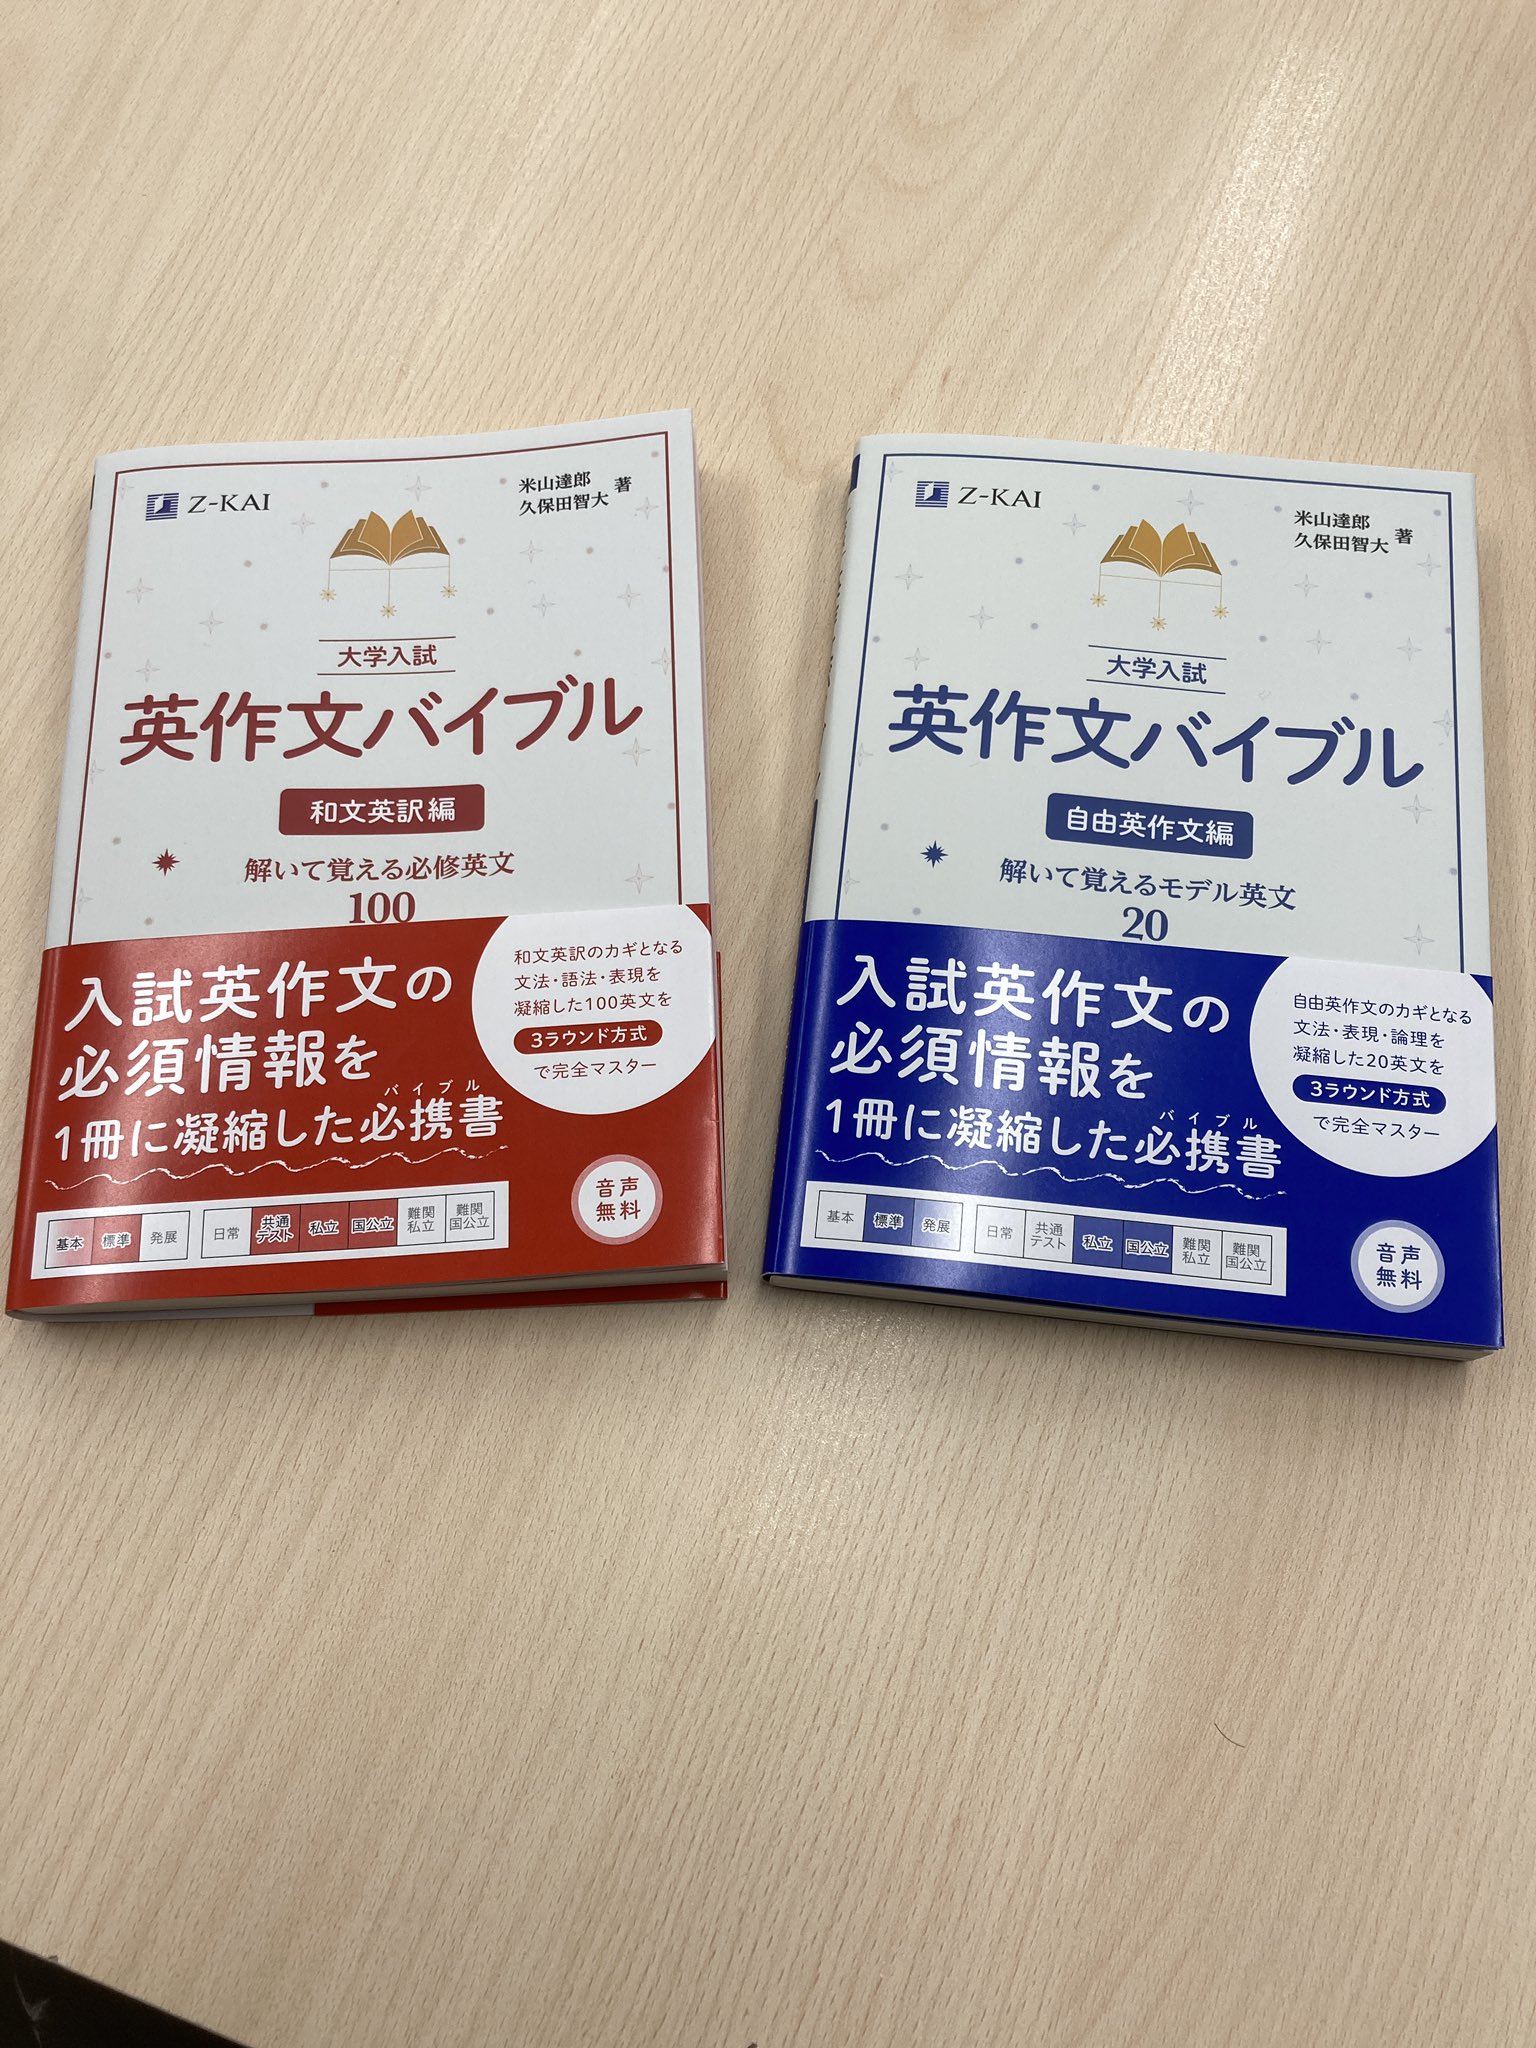 Z-KAI
米山達郎
久保田智大 著
大学入試
英作文バイブル
和文英訳編
解いて覚える必修英文
100
入試英作文の
必須情報を
バイブル
1冊に凝縮した必携書
和文英訳のカギとなる
文法・語法・表現を
凝縮した100英文を
3ラウンド方式
で完全マスター
基本 標準 発展
日常 共通テスト 私立 国公立 難関私立 難関国公立
音声
無料
Z-KAI
米山達郎
久保田智大 著
大学入試
英作文バイブル
自由英作文編
解いて覚えるモデル英文
20
入試英作文の
必須情報を
バイブル
1冊に凝縮した必携書
自由英作文のカギとなる
文法・表現・論理を
凝縮した20英文を
3ラウンド方式
で完全マスター
基本 標準 発展
日常 共通テスト 私立 国公立 難関私立 難関国公立
音声
無料